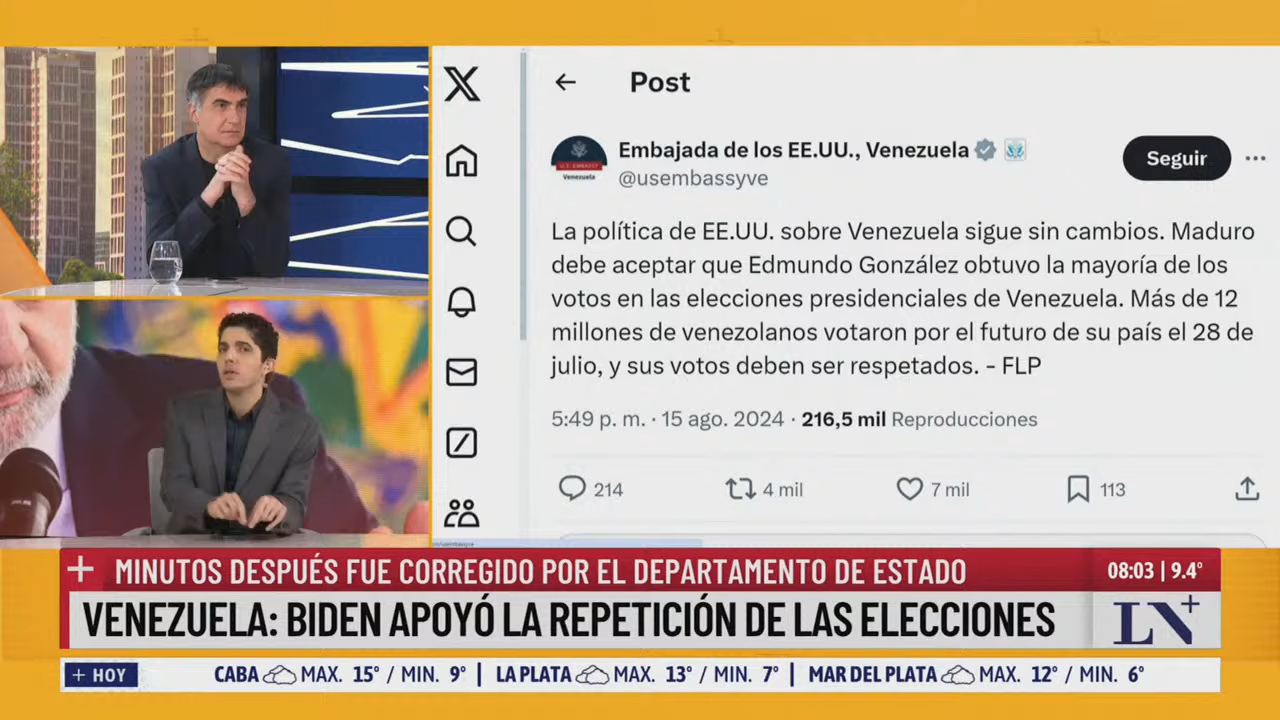 Post
Embajada de los EE.UU., Venezuela
@usembassyve
Seguir
La política de EE.UU. sobre Venezuela sigue sin cambios. Maduro
debe aceptar que Edmundo González obtuvo la mayoría de los
votos en las elecciones presidenciales de Venezuela. Más de 12
millones de venezolanos votaron por el futuro de su país el 28 de
julio, y sus votos deben ser respetados. - FLP
5:49 p. m. · 15 ago. 2024 · 216,5 mil Reproducciones
214 4 mil 7 mil 113
MINUTOS DESPUÉS FUE CORREGIDO POR EL DEPARTAMENTO DE ESTADO
08:03 | 9.4°
VENEZUELA: BIDEN APOYÓ LA REPETICIÓN DE LAS ELECCIONES
LN+
+ HOY
CABA MAX. 15° / MIN. 9° | LA PLATA MAX. 13° / MIN. 7° | MAR DEL PLATA MAX. 12° / MIN. 6°